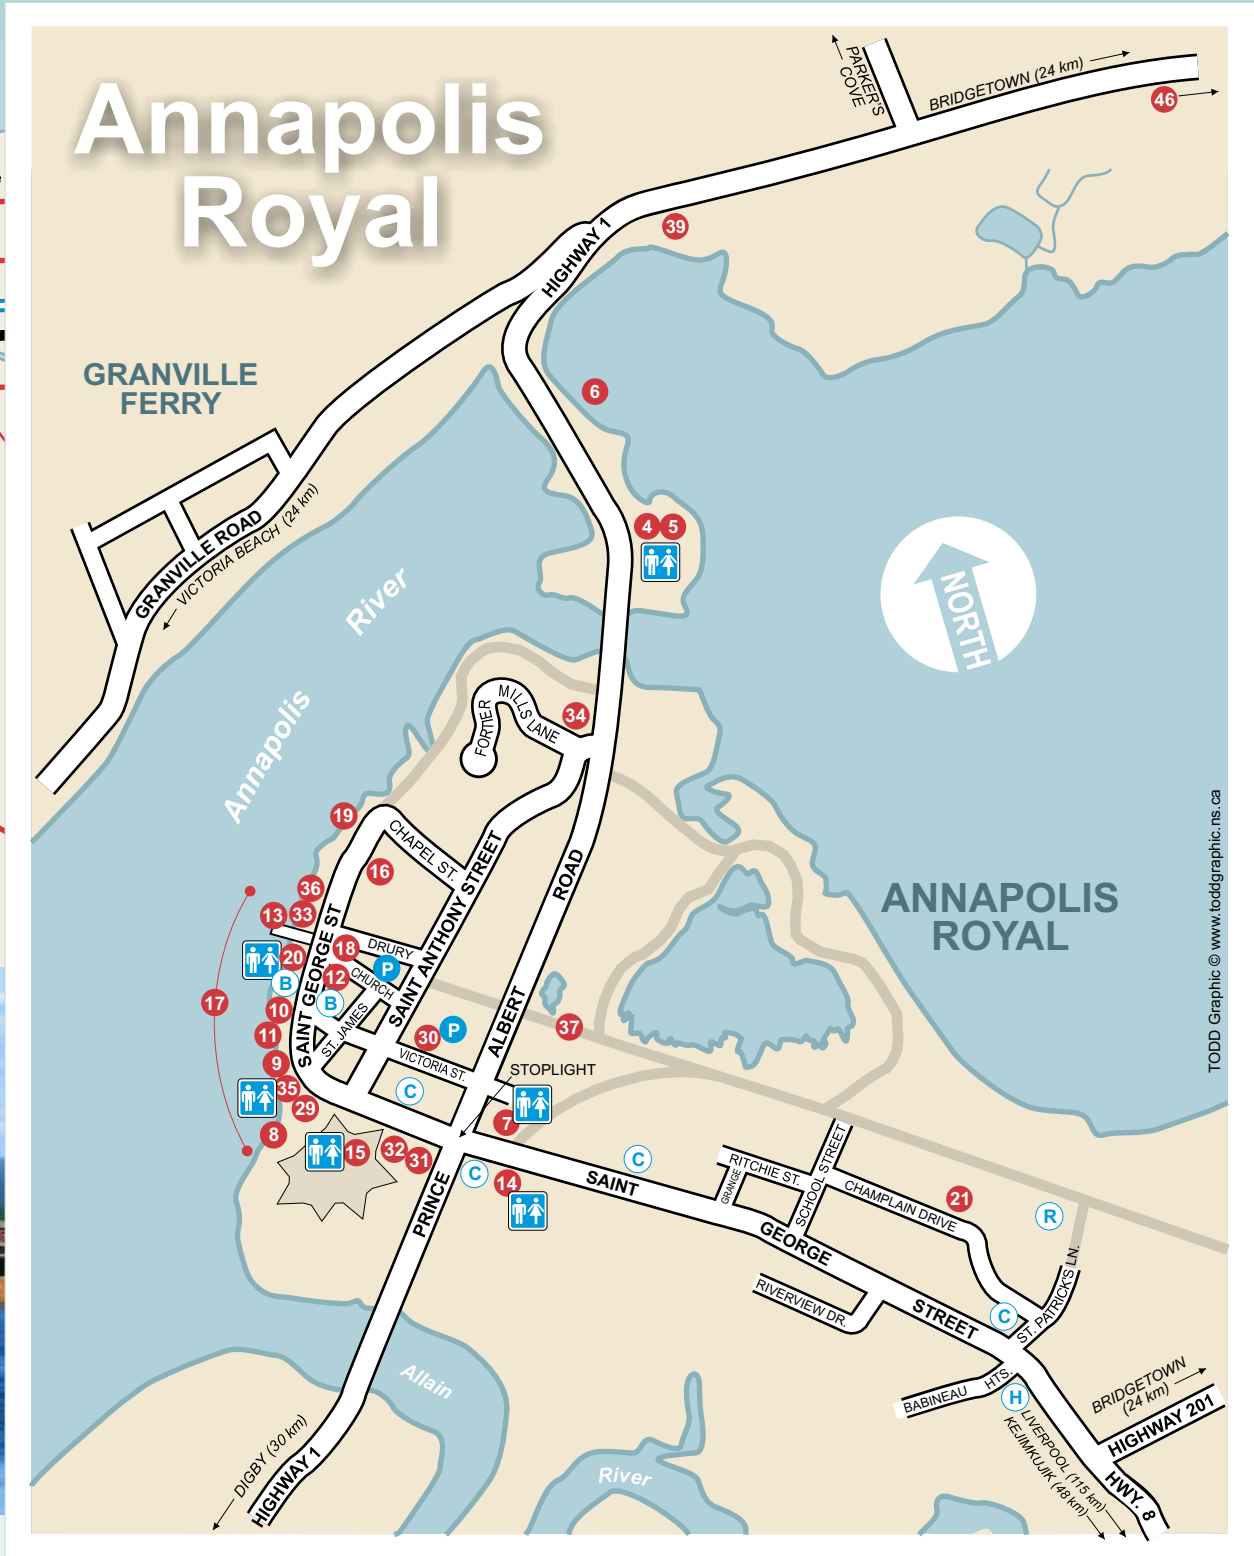 Annapolis
Royal
PARKER'S
COVE
BRIDGETOWN (24 km)
46
39
HIGHWAY 1
GRANVILLE
FERRY
6
4
5
GRANVILLE ROAD
VICTORIA BEACH (24 km)
NORTH
Annapolis
River
FORTIER
MILLS LANE
34
19
CHAPEL ST.
16
36
13
33
ANNAPOLIS
ROYAL
SAINT GEORGE ST
SAINT ANTHONY STREET
ALBERT
ROAD
DRURY
18
20
P
12
CHURCH
B
B
17
10
11
ST. JAMES
30
P
37
9
VICTORIA ST.
STOPLIGHT
35
C
29
7
8
15
32
31
C
C
14
SAINT
GEORGE
STREET
PRINCE
RITCHIE ST.
GRANGE
SCHOOL STREET
CHAMPLAIN DRIVE
21
R
ST. PATRICK'S LN.
C
RIVERVIEW DR.
BABINEAU
HTS.
H
Allain
River
DIGBY (30 km)
HIGHWAY 1
BRIDGETOWN
(24 km)
HIGHWAY 201
LIVERPOOL (115 km)
KEJIMKUJIK (48 km)
HWY. 8
TODD Graphic © www.toddgraphic.ns.ca